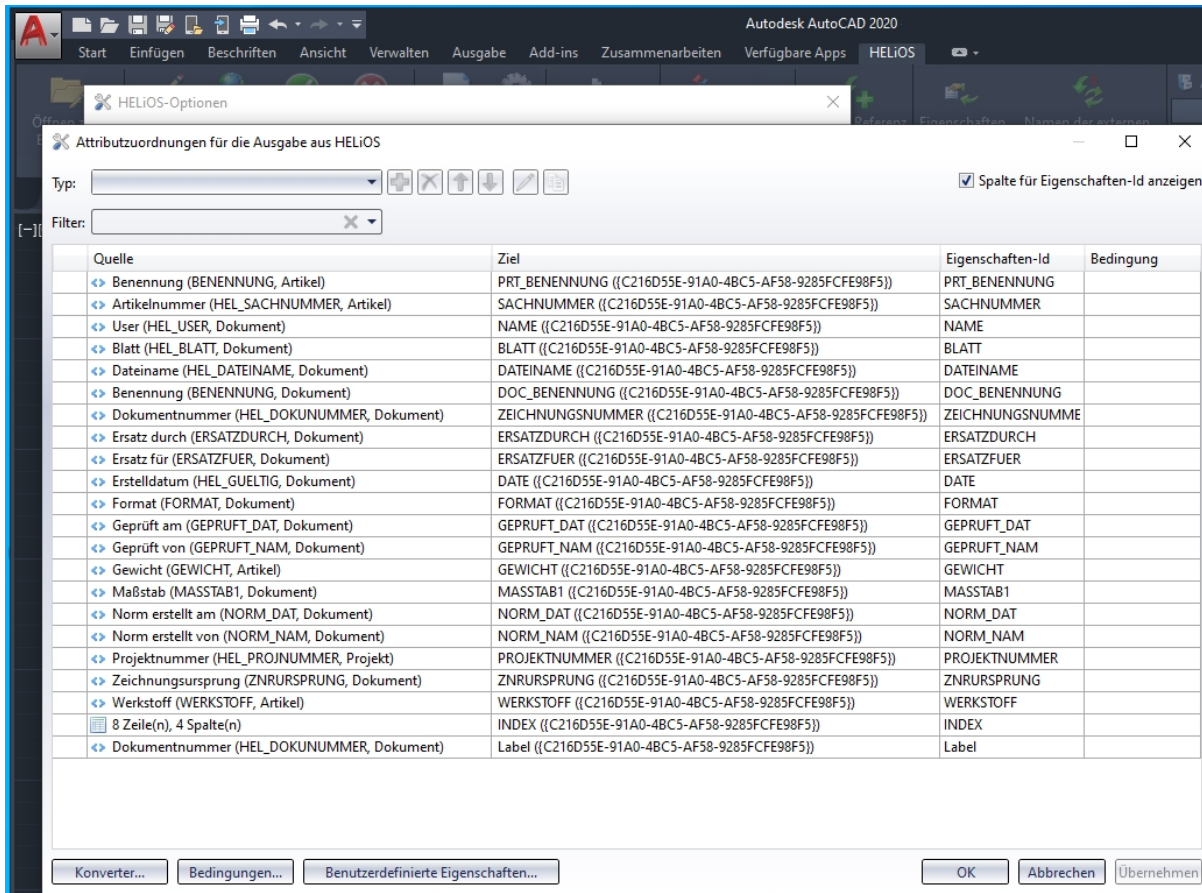 Autodesk AutoCAD 2020
Start Einfügen Beschriften Ansicht Verwalten Ausgabe Add-ins Zusammenarbeiten Verfügbare Apps HELiOS
HELiOS-Optionen
Referenz Eigenschaften Namen der externen
Attributzuordnungen für die Ausgabe aus HELiOS
Typ: Spalte für Eigenschaften-Id anzeigen
Filter:
Quelle Ziel Eigenschaften-Id Bedingung
Benennung (BENENNUNG, Artikel) PRT_BENENNUNG ({C216D55E-91A0-4BC5-AF58-9285FCFE98F5}) PRT_BENENNUNG
Artikelnummer (HEL_SACHNUMMER, Artikel) SACHNUMMER ({C216D55E-91A0-4BC5-AF58-9285FCFE98F5}) SACHNUMMER
User (HEL_USER, Dokument) NAME ({C216D55E-91A0-4BC5-AF58-9285FCFE98F5}) NAME
Blatt (HEL_BLATT, Dokument) BLATT ({C216D55E-91A0-4BC5-AF58-9285FCFE98F5}) BLATT
Dateiname (HEL_DATEINAME, Dokument) DATEINAME ({C216D55E-91A0-4BC5-AF58-9285FCFE98F5}) DATEINAME
Benennung (BENENNUNG, Dokument) DOC_BENENNUNG ({C216D55E-91A0-4BC5-AF58-9285FCFE98F5}) DOC_BENENNUNG
Dokumentnummer (HEL_DOKUNUMMER, Dokument) ZEICHNUNGSNUMMER ({C216D55E-91A0-4BC5-AF58-9285FCFE98F5}) ZEICHNUNGSNUMME
Ersatz durch (ERSATZDURCH, Dokument) ERSATZDURCH ({C216D55E-91A0-4BC5-AF58-9285FCFE98F5}) ERSATZDURCH
Ersatz für (ERSATZFUER, Dokument) ERSATZFUER ({C216D55E-91A0-4BC5-AF58-9285FCFE98F5}) ERSATZFUER
Erstelldatum (HEL_GUELTIG, Dokument) DATE ({C216D55E-91A0-4BC5-AF58-9285FCFE98F5}) DATE
Format (FORMAT, Dokument) FORMAT ({C216D55E-91A0-4BC5-AF58-9285FCFE98F5}) FORMAT
Geprüft am (GEPRUFT_DAT, Dokument) GEPRUFT_DAT ({C216D55E-91A0-4BC5-AF58-9285FCFE98F5}) GEPRUFT_DAT
Geprüft von (GEPRUFT_NAM, Dokument) GEPRUFT_NAM ({C216D55E-91A0-4BC5-AF58-9285FCFE98F5}) GEPRUFT_NAM
Gewicht (GEWICHT, Artikel) GEWICHT ({C216D55E-91A0-4BC5-AF58-9285FCFE98F5}) GEWICHT
Maßstab (MASSTAB1, Dokument) MASSTAB1 ({C216D55E-91A0-4BC5-AF58-9285FCFE98F5}) MASSTAB1
Norm erstellt am (NORM_DAT, Dokument) NORM_DAT ({C216D55E-91A0-4BC5-AF58-9285FCFE98F5}) NORM_DAT
Norm erstellt von (NORM_NAM, Dokument) NORM_NAM ({C216D55E-91A0-4BC5-AF58-9285FCFE98F5}) NORM_NAM
Projektnummer (HEL_PROJNUMMER, Projekt) PROJEKTNUMMER ({C216D55E-91A0-4BC5-AF58-9285FCFE98F5}) PROJEKTNUMMER
Zeichnungsursprung (ZNRURSPRUNG, Dokument) ZNRURSPRUNG ({C216D55E-91A0-4BC5-AF58-9285FCFE98F5}) ZNRURSPRUNG
Werkstoff (WERKSTOFF, Artikel) WERKSTOFF ({C216D55E-91A0-4BC5-AF58-9285FCFE98F5}) WERKSTOFF
8 Zeile(n), 4 Spalte(n) INDEX ({C216D55E-91A0-4BC5-AF58-9285FCFE98F5}) INDEX
Dokumentnummer (HEL_DOKUNUMMER, Dokument) Label ({C216D55E-91A0-4BC5-AF58-9285FCFE98F5}) Label
Konverter... Bedingungen... Benutzerdefinierte Eigenschaften... OK Abbrechen Übernehmen